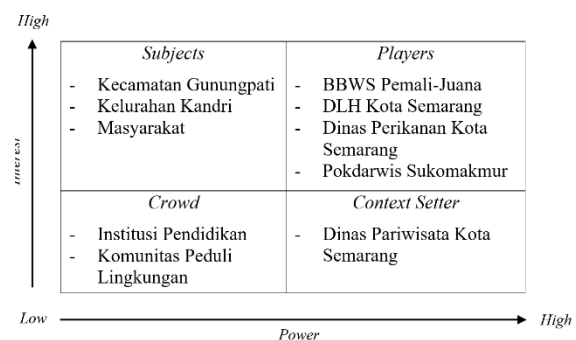 High
Subjects
- Kecamatan Gunungpati
- Kelurahan Kandri
- Masyarakat
Players
- BBWS Pemali-Juana
- DLH Kota Semarang
- Dinas Perikanan Kota
Semarang
- Pokdarwis Sukomakmur
Interest
Crowd
- Institusi Pendidikan
- Komunitas Peduli
Lingkungan
Context Setter
- Dinas Pariwisata Kota
Semarang
Low
Power
High